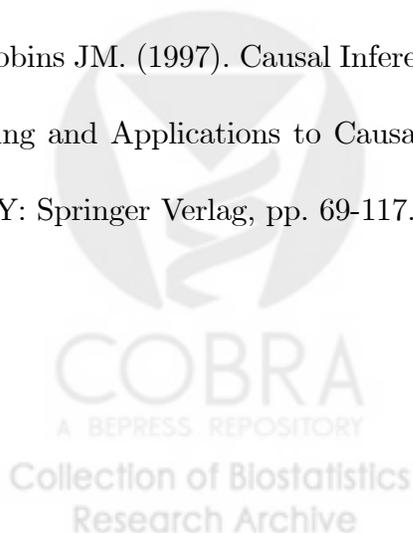 obins JM. (1997). Causal Infere
ng and Applications to Causa
Y: Springer Verlag, pp. 69-117.
COBRA
A BEPRESS REPOSITORY
Collection of Biostatistics
Research Archive